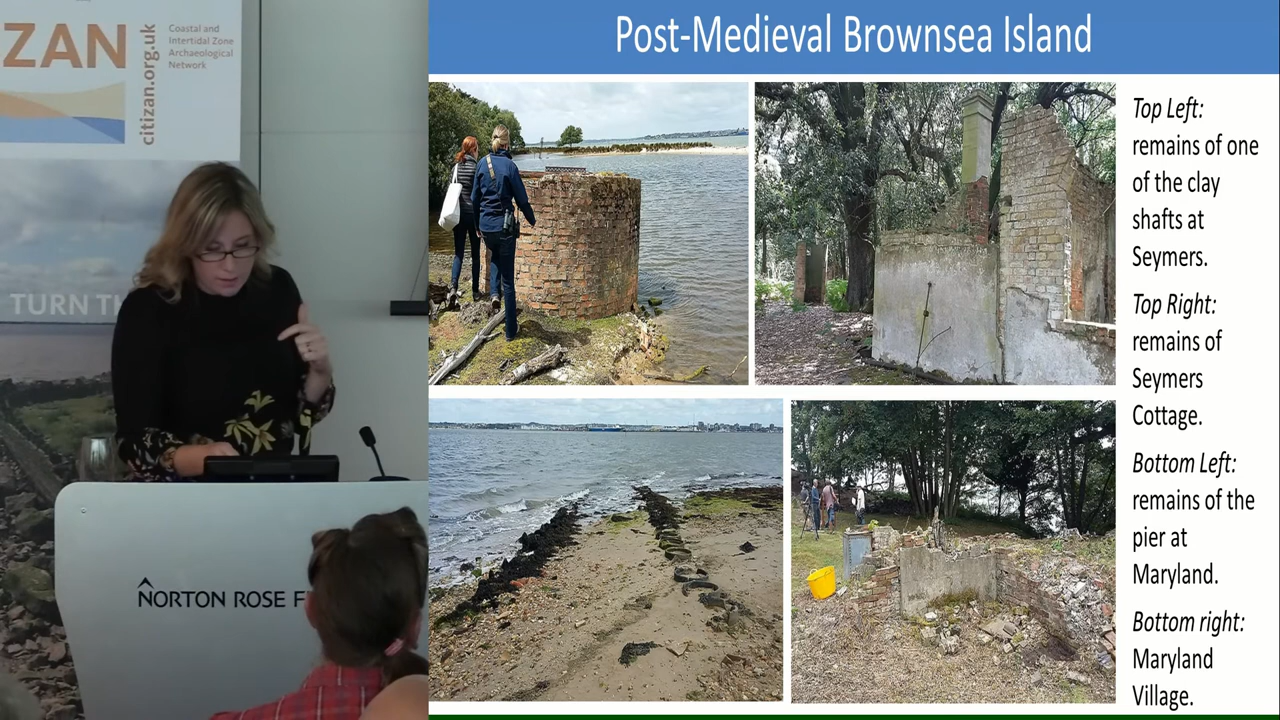 ZAN
citizan.org.uk
Coastal and
Intertidal Zone
Archaeological
Network
TURN
NORTON ROSE
Post-Medieval Brownsea Island
Top Left:
remains of one
of the clay
shafts at
Seymers.
Top Right:
remains of
Seymers
Cottage.
Bottom Left:
remains of the
pier at
Maryland.
Bottom right:
Maryland
Village.